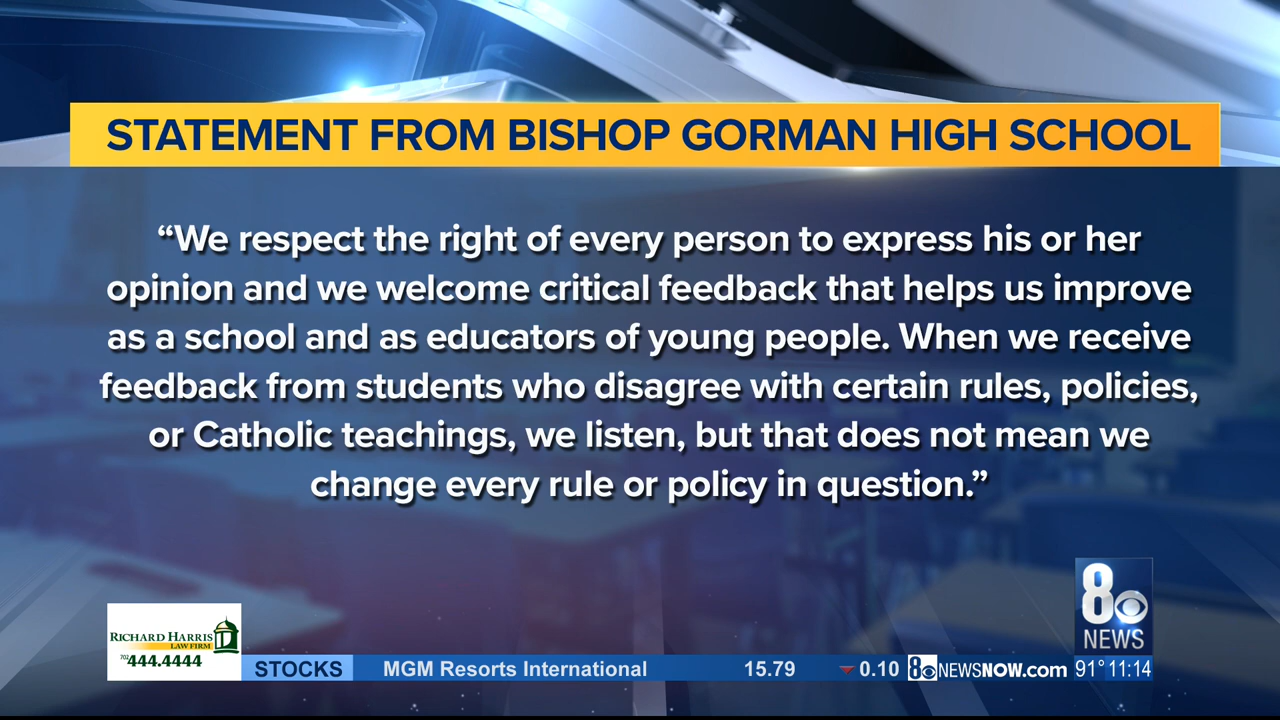 STATEMENT FROM BISHOP GORMAN HIGH SCHOOL
“We respect the right of every person to express his or her
opinion and we welcome critical feedback that helps us improve
as a school and as educators of young people. When we receive
feedback from students who disagree with certain rules, policies,
or Catholic teachings, we listen, but that does not mean we
change every rule or policy in question.”
8
NEWS
RICHARD HARRIS
LAW FIRM
702 444.4444
STOCKS MGM Resorts International 15.79 0.10 8 NEWSNOW.com 91° 11:14